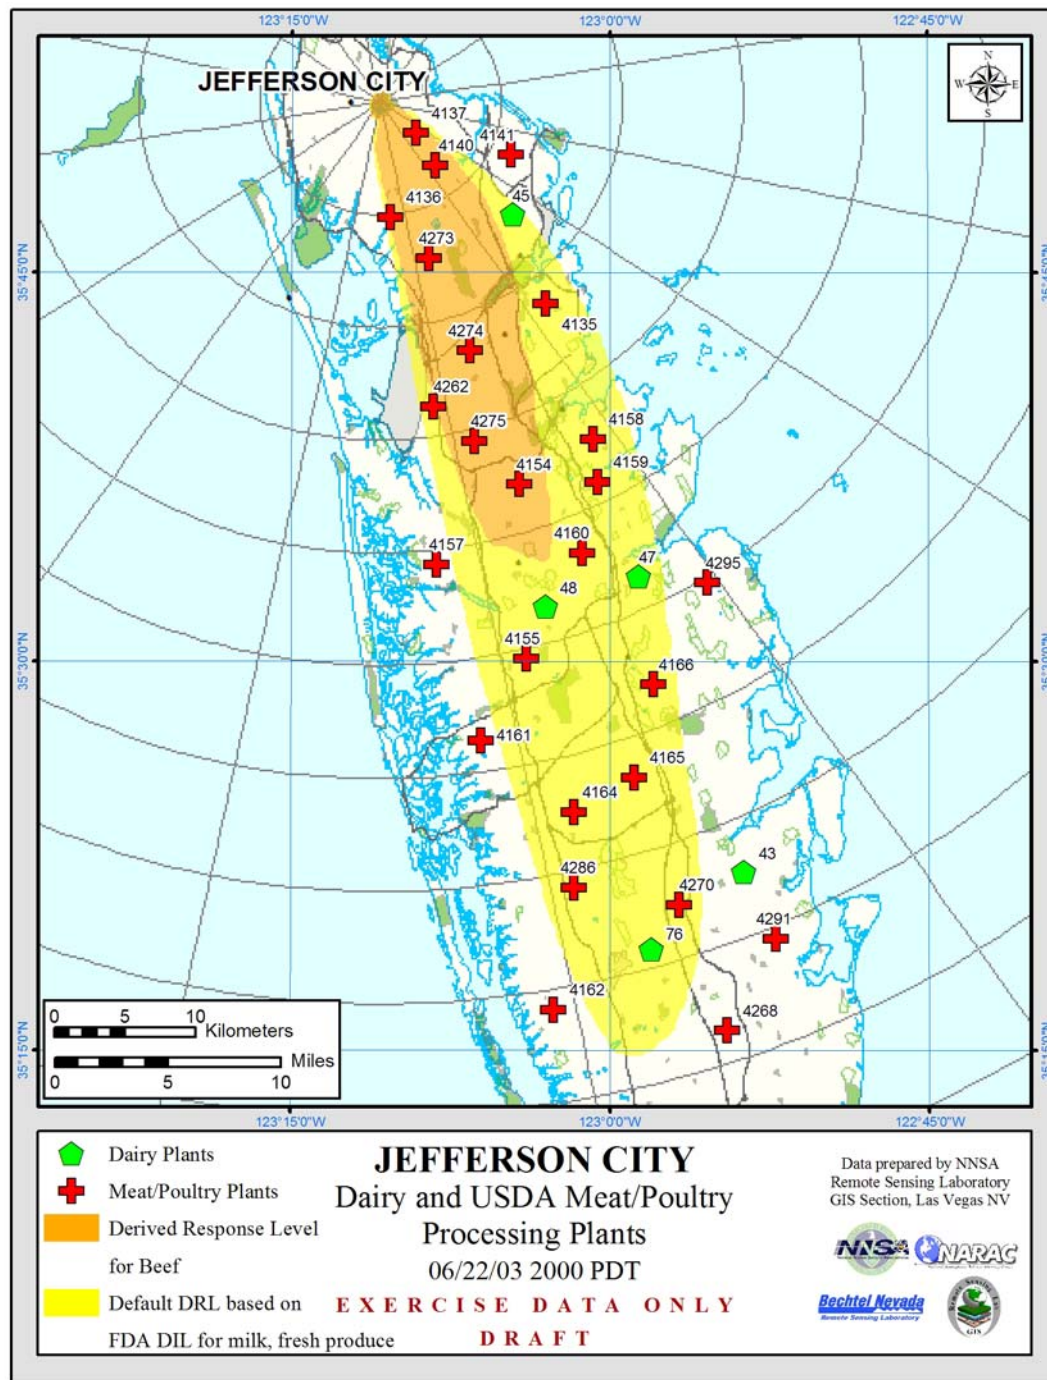 123°15'0"W 123°0'0"W 122°45'0"W
N
W E
S
JEFFERSON CITY
4137
4141
4140
4136
45
4273
35°45'0"N
4135
4274
4262
4158
4275
4159
4154
4160
4157
47
4295
48
4155
35°30'0"N
4166
4161
4165
4164
43
4286
4270
4291
76
4162
4268
0 5 10 Kilometers
Miles
0 5 10
35°15'0"N
123°15'0"W 123°0'0"W 122°45'0"W
Dairy Plants
Meat/Poultry Plants
Derived Response Level
for Beef
Default DRL based on
FDA DIL for milk, fresh produce
JEFFERSON CITY
Dairy and USDA Meat/Poultry
Processing Plants
06/22/03 2000 PDT
EXERCISE DATA ONLY
DRAFT
Data prepared by NNSA
Remote Sensing Laboratory
GIS Section, Las Vegas NV
NNSA
NARAC
Bechtel Nevada
Remote Sensing Laboratory
GIS